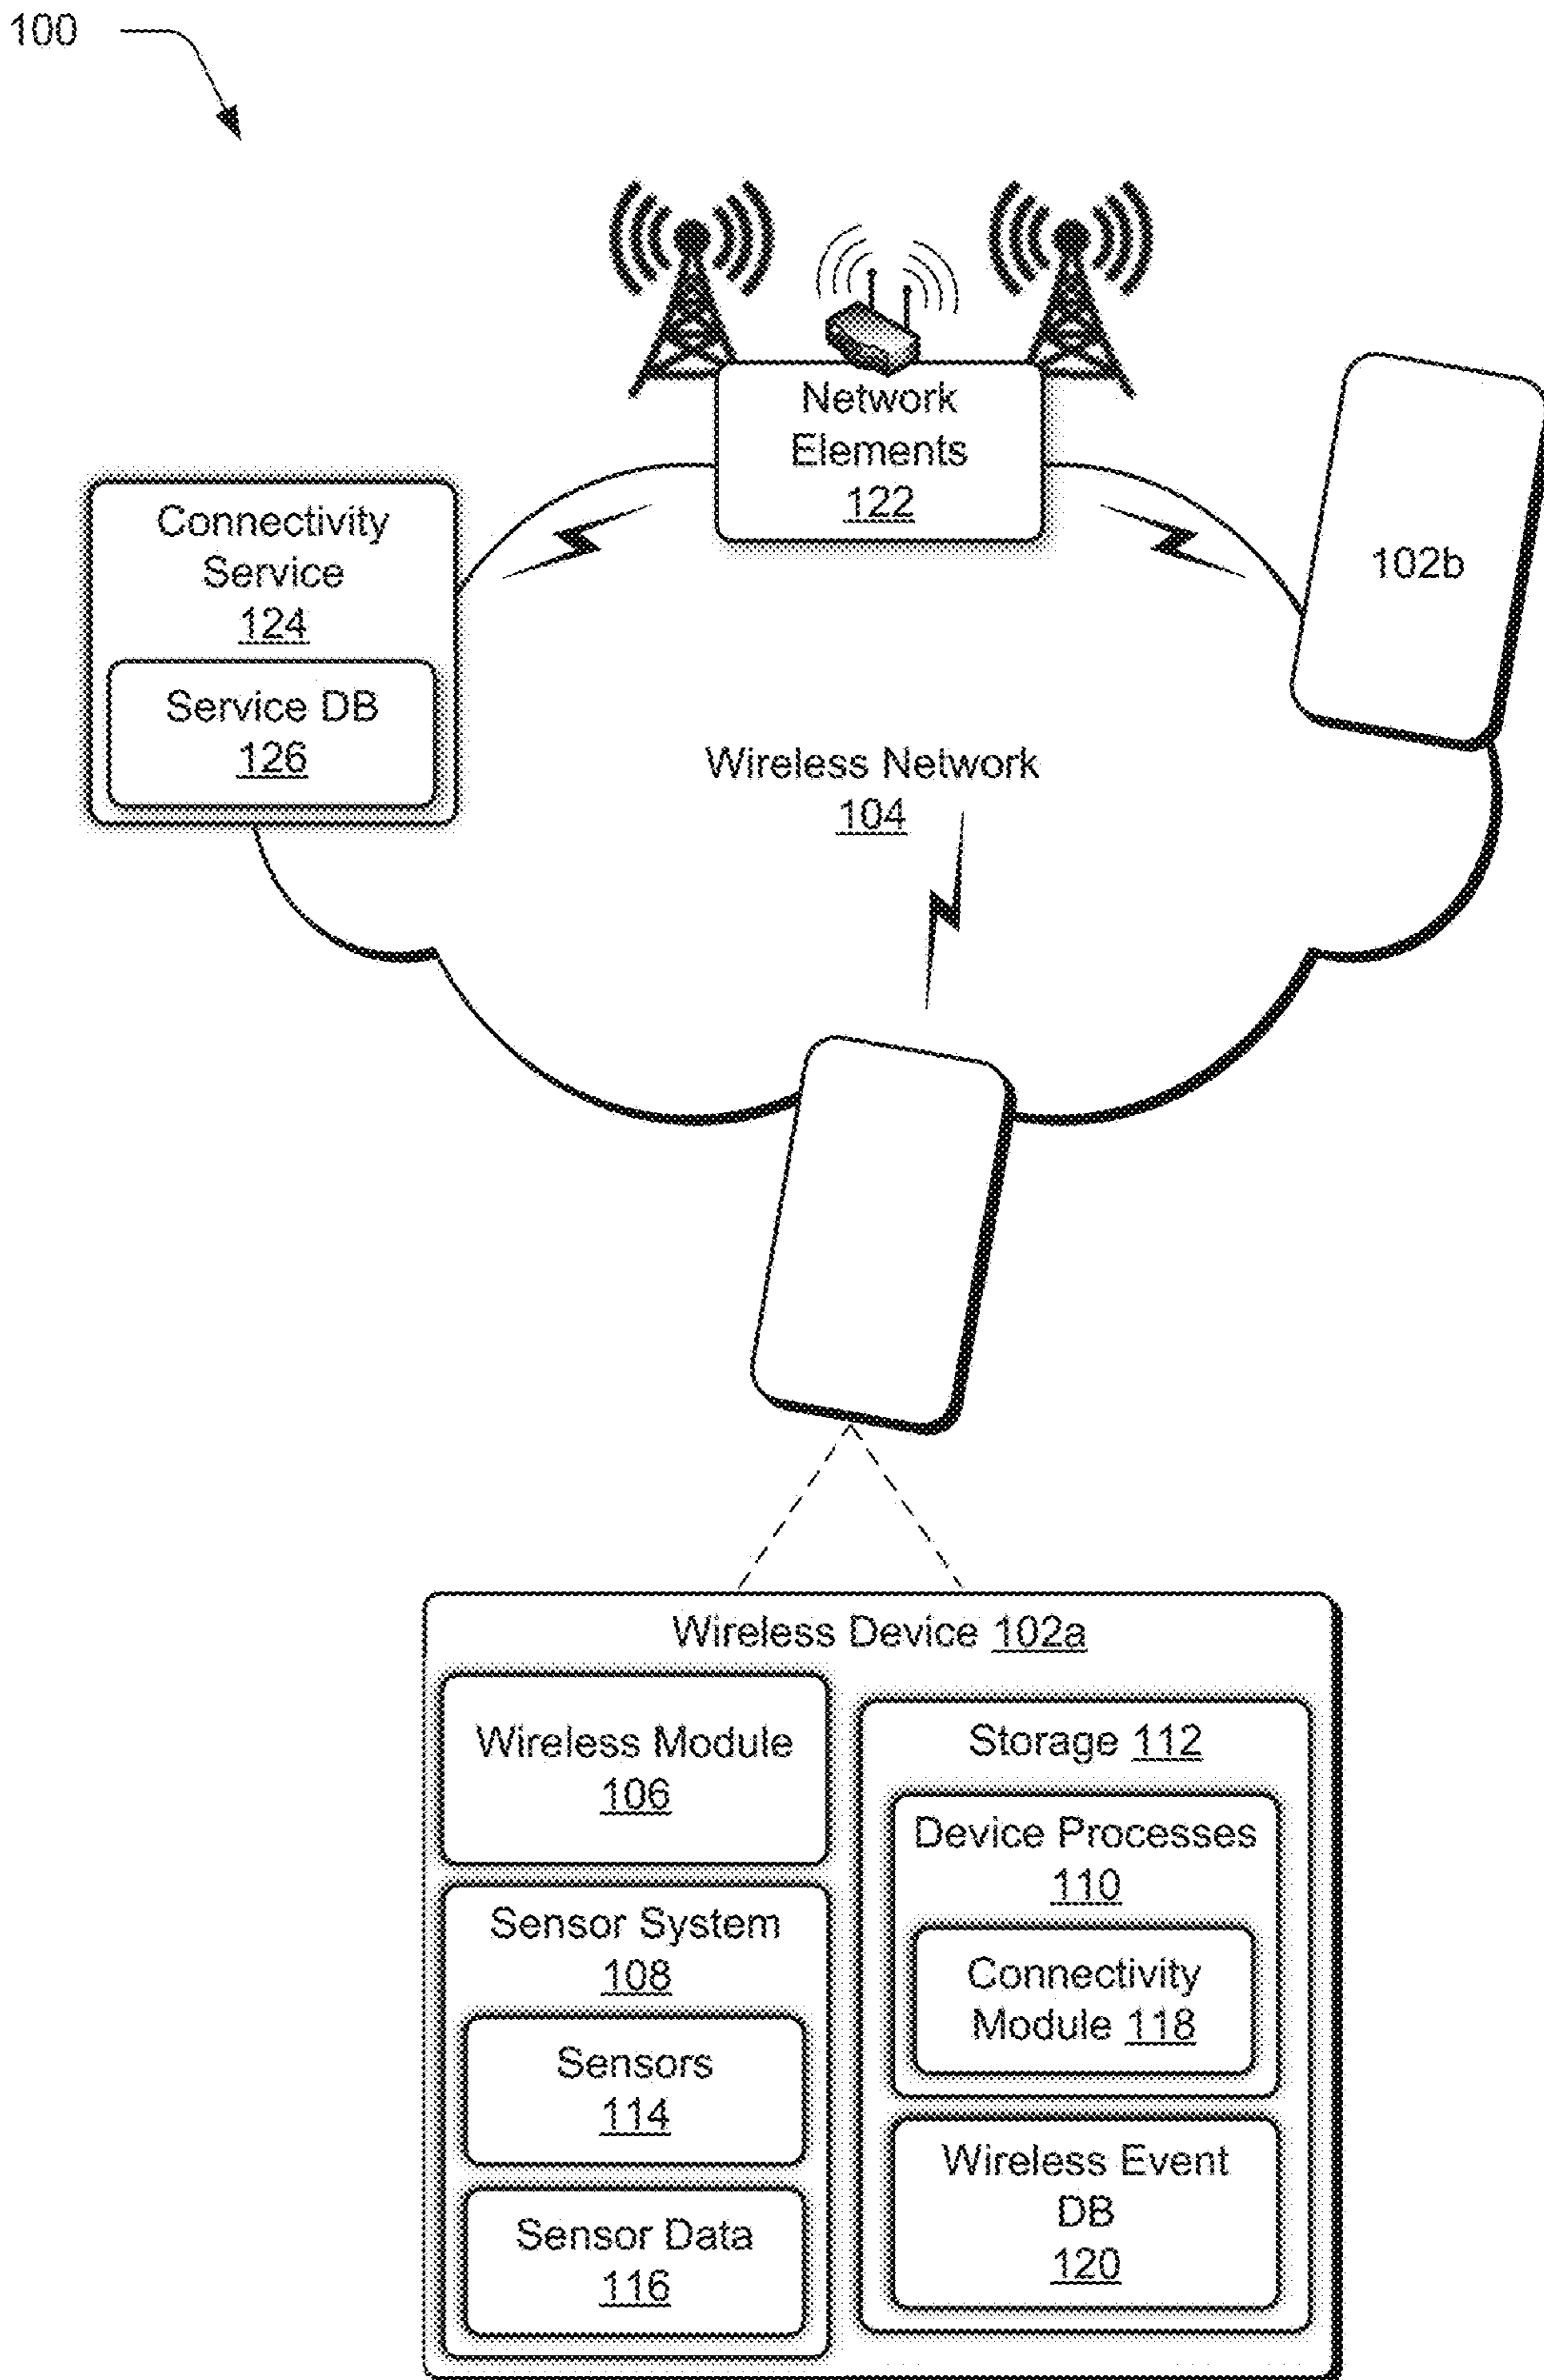 100
Network
Elements
122
102b
Connectivity
Service
124
Service DB
126
Wireless Network
104
Wireless Device 102a
Wireless Module
106
Sensor System
108
Sensors
114
Sensor Data
116
Storage 112
Device Processes
110
Connectivity
Module 118
Wireless Event
DB
120